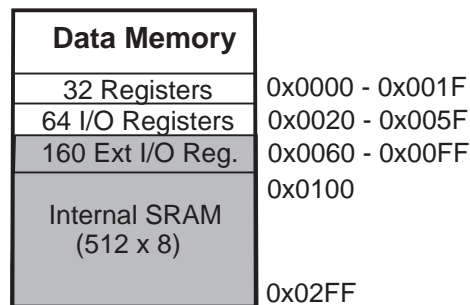 Data Memory
32 Registers 0x0000 - 0x001F
64 I/O Registers 0x0020 - 0x005F
160 Ext I/O Reg. 0x0060 - 0x00FF
0x0100
Internal SRAM
(512 x 8)
0x02FF